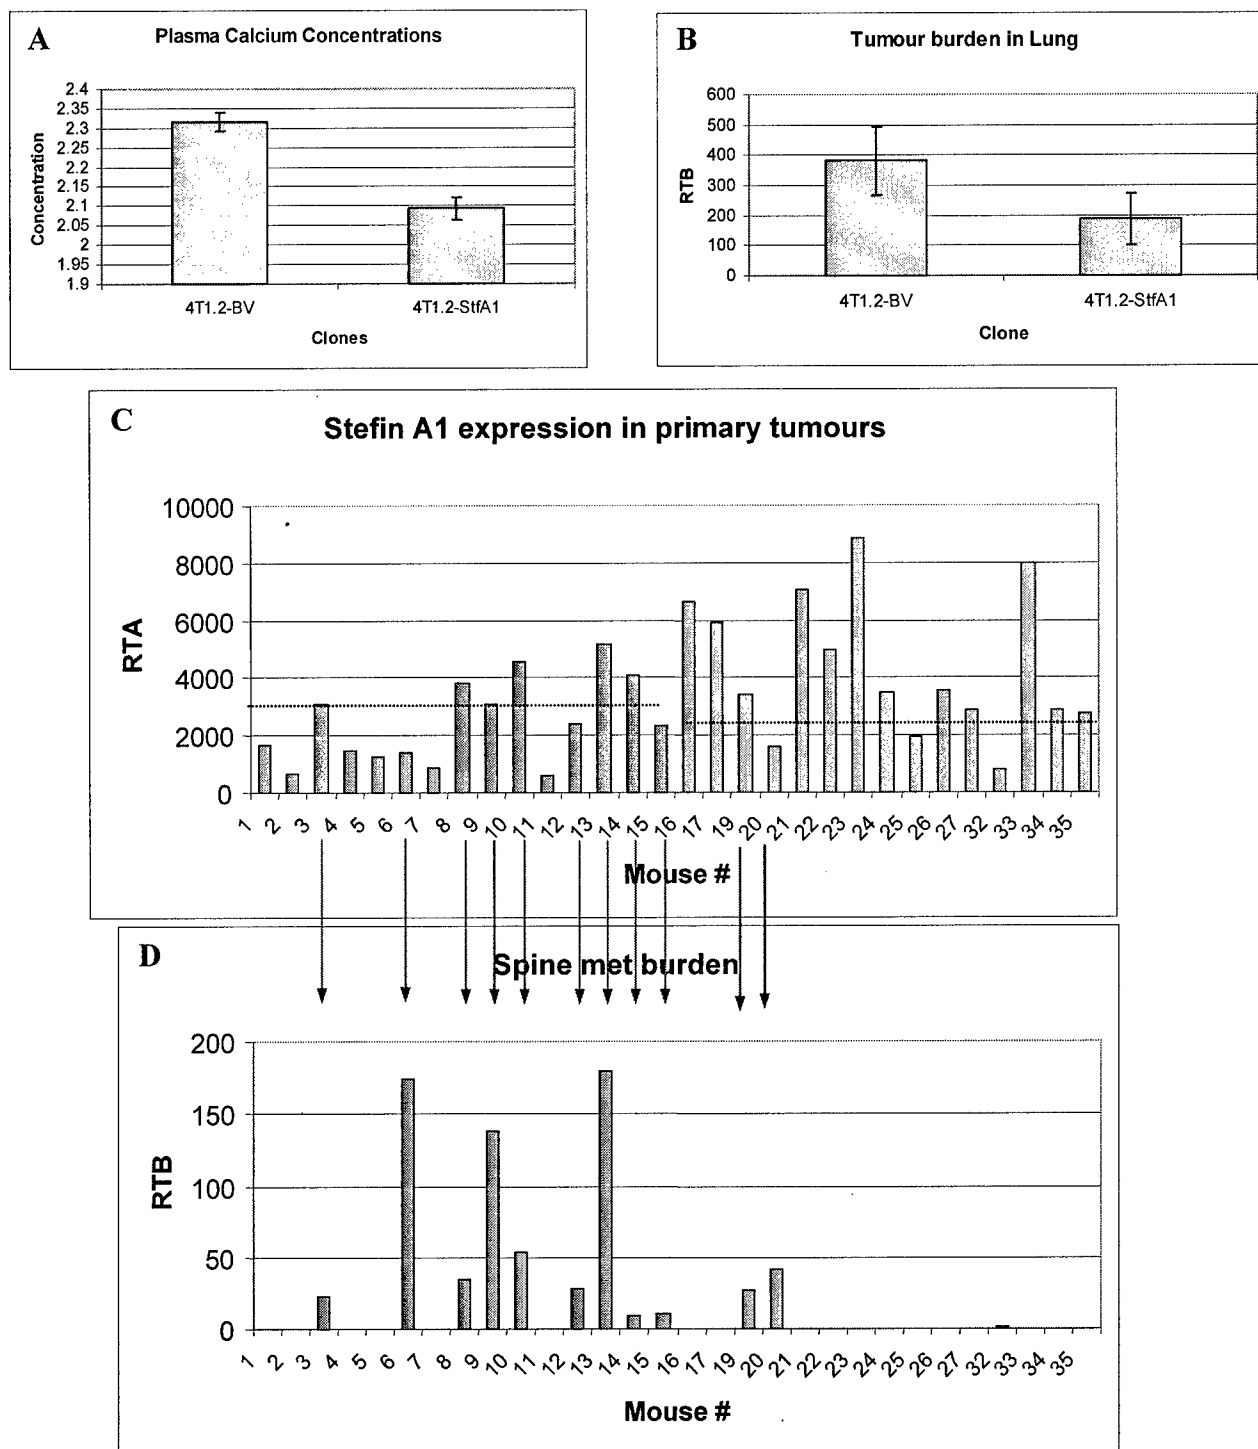 A
Plasma Calcium Concentrations
2.4
2.35
2.3
2.25
2.2
2.15
2.1
2.05
2
1.95
1.9
Concentration
4T1.2-BV
4T1.2-StfA1
Clones
B
Tumour burden in Lung
600
500
400
300
200
100
0
RTB
4T1.2-BV
4T1.2-StfA1
Clone
C
Stefin A1 expression in primary tumours
10000
8000
6000
4000
2000
0
RTA
1 2 3 4 5 6 7 8 9 10 11 12 13 14 15 16 17 19 20 21 22 23 24 25 26 27 32 33 34 35
Mouse #
D
Spine met burden
200
150
100
50
0
RTB
1 2 3 4 5 6 7 8 9 10 11 12 13 14 15 16 17 19 20 21 22 23 24 25 26 27 32 33 34 35
Mouse #